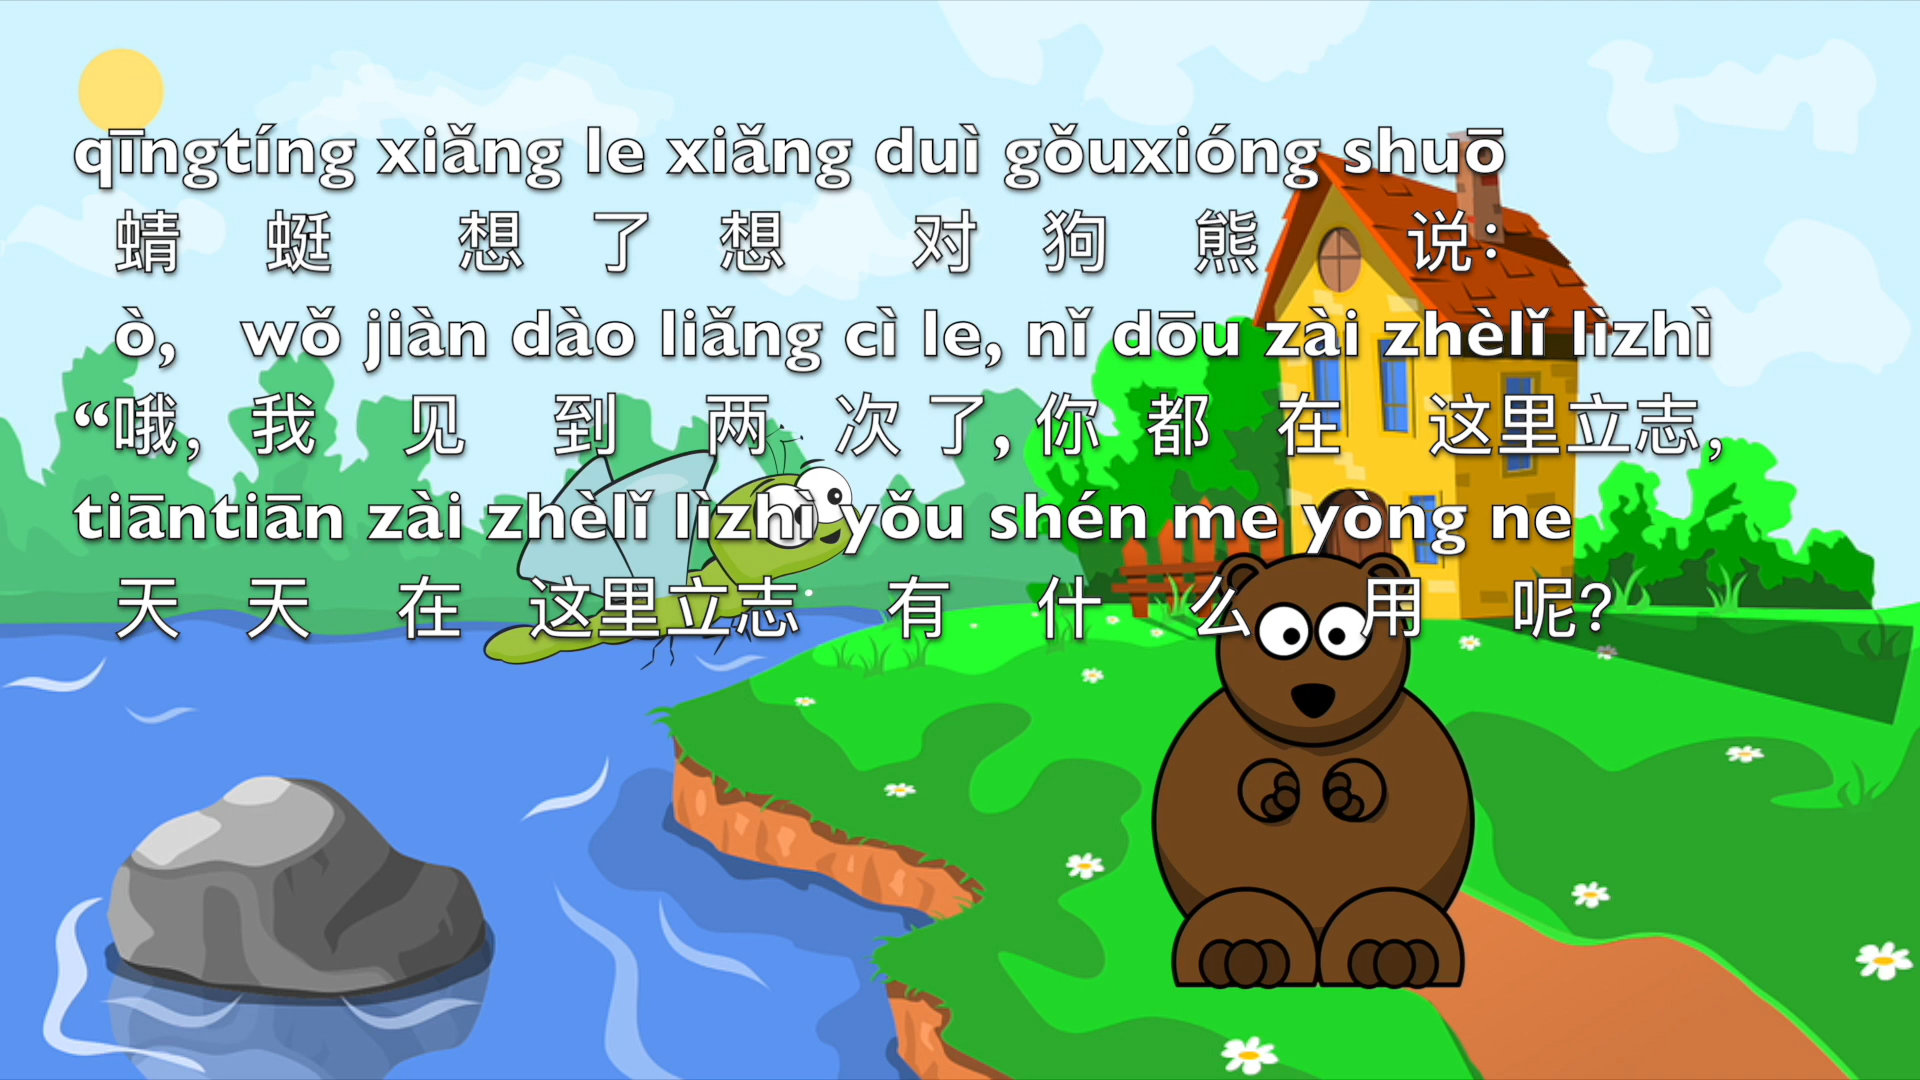 qīngtíng xiǎng le xiǎng duì gǒuxióng shuō
蜻蜓想了想对狗熊说：
ò, wǒ jiàn dào liǎng cì le, nǐ dōu zài zhèlǐ lìzhì
“哦，我见到两次了，你都在这里立志，
tiāntiān zài zhèlǐ lìzhì yǒu shén me yòng ne
天天在这里立志有什么用呢？